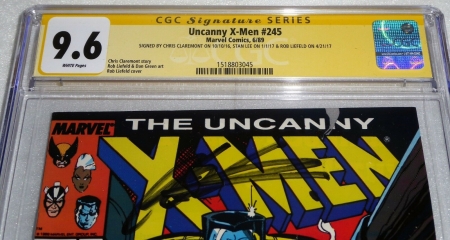 CGC Signature SERIES
9.6
WHITE Pages
Uncanny X-Men #245
Marvel Comics, 6/89
SIGNED BY CHRIS CLAREMONT ON 10/10/16, STAN LEE ON 1/1/17 & ROB LIEFELD ON 4/21/17
Chris Claremont story
Rob Liefeld & Dan Green art
Rob Liefeld cover
1518803045
MARVEL
THE UNCANNY
X-MEN